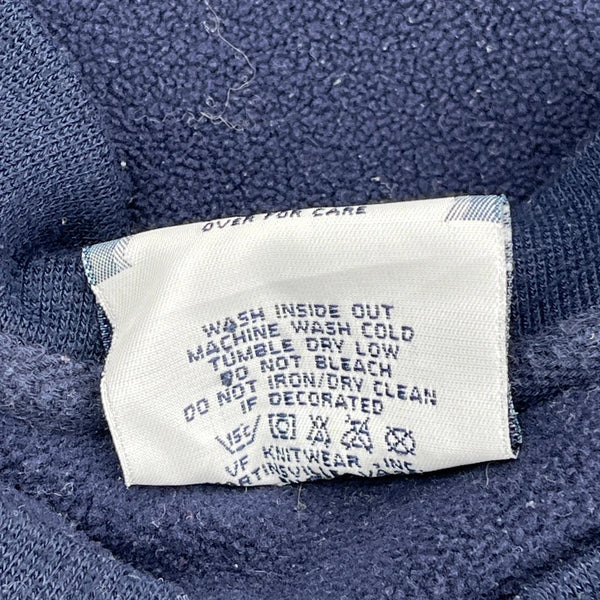 OVER FOR CARE
WASH INSIDE OUT
MACHINE WASH COLD
TUMBLE DRY LOW
DO NOT BLEACH
DO NOT IRON/DRY CLEAN
IF DECORATED
VF KNITWEAR, INC.